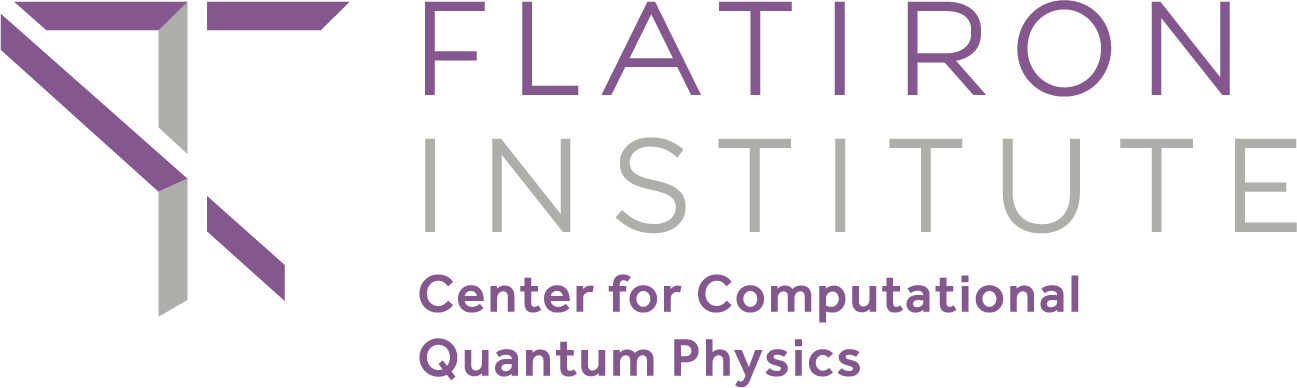 FLATIRON
INSTITUTE
Center for Computational
Quantum Physics